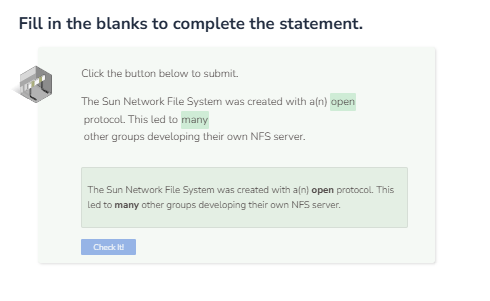 Fill in the blanks to complete the statement.
Click the button below to submit.
The Sun Network File System was created with a(n) open
protocol. This led to many
other groups developing their own NFS server.
The Sun Network File System was created with a(n) open protocol. This
led to many other groups developing their own NFS server.
Check It!